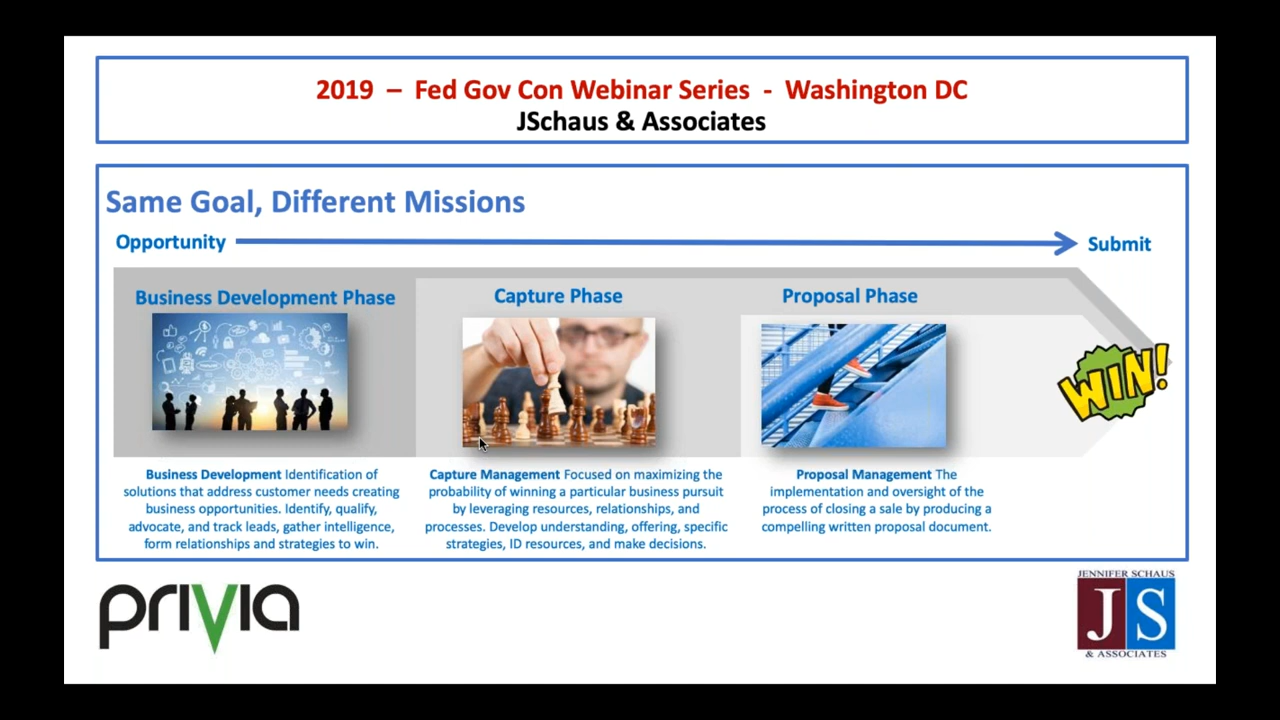 2019 – Fed Gov Con Webinar Series - Washington DC
JSchaus & Associates
Same Goal, Different Missions
Opportunity
Submit
Business Development Phase
Capture Phase
Proposal Phase
WIN!
Business Development Identification of
solutions that address customer needs creating
business opportunities. Identify, qualify,
advocate, and track leads, gather intelligence,
form relationships and strategies to win.
Capture Management Focused on maximizing the
probability of winning a particular business pursuit
by leveraging resources, relationships, and
processes. Develop understanding, offering, specific
strategies, ID resources, and make decisions.
Proposal Management The
implementation and oversight of the
process of closing a sale by producing a
compelling written proposal document.
privia
JENNIFER SCHAUS
JS
& ASSOCIATES